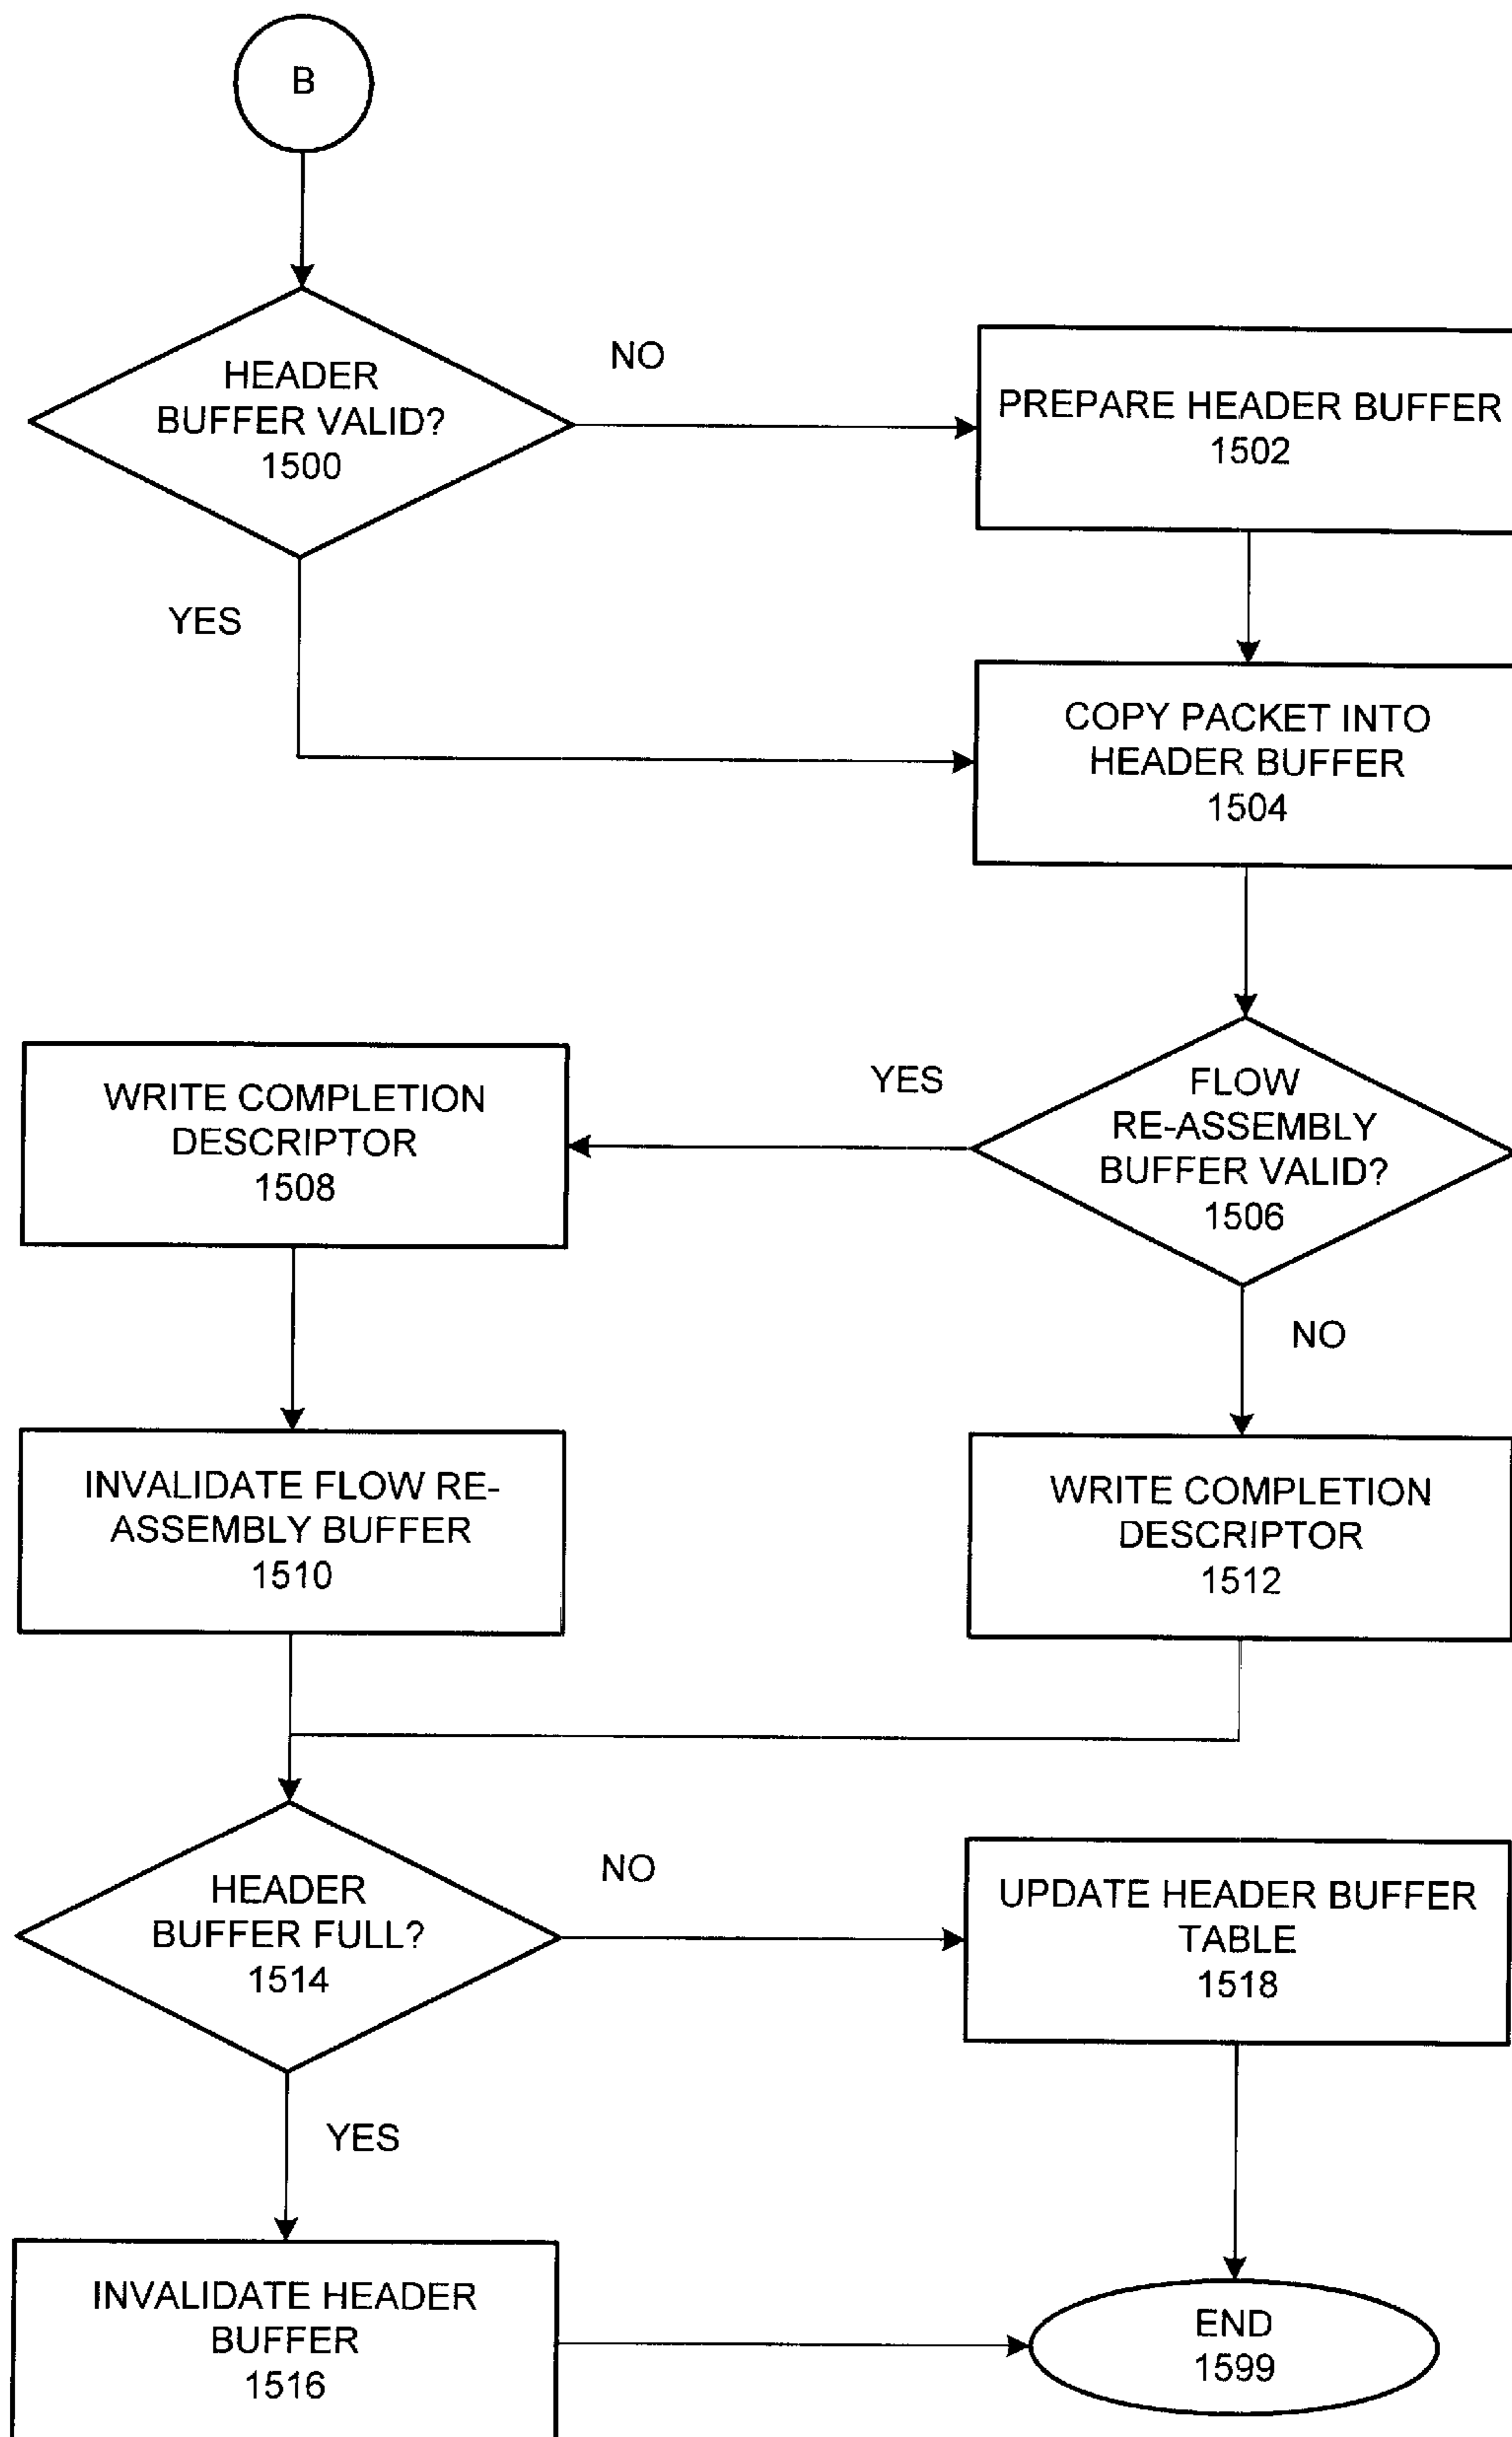 B
HEADER
BUFFER VALID?
1500
NO
PREPARE HEADER BUFFER
1502
YES
COPY PACKET INTO
HEADER BUFFER
1504
FLOW
RE-ASSEMBLY
BUFFER VALID?
1506
YES
WRITE COMPLETION
DESCRIPTOR
1508
NO
INVALIDATE FLOW RE-
ASSEMBLY BUFFER
1510
WRITE COMPLETION
DESCRIPTOR
1512
HEADER
BUFFER FULL?
1514
NO
UPDATE HEADER BUFFER
TABLE
1518
YES
INVALIDATE HEADER
BUFFER
1516
END
1599